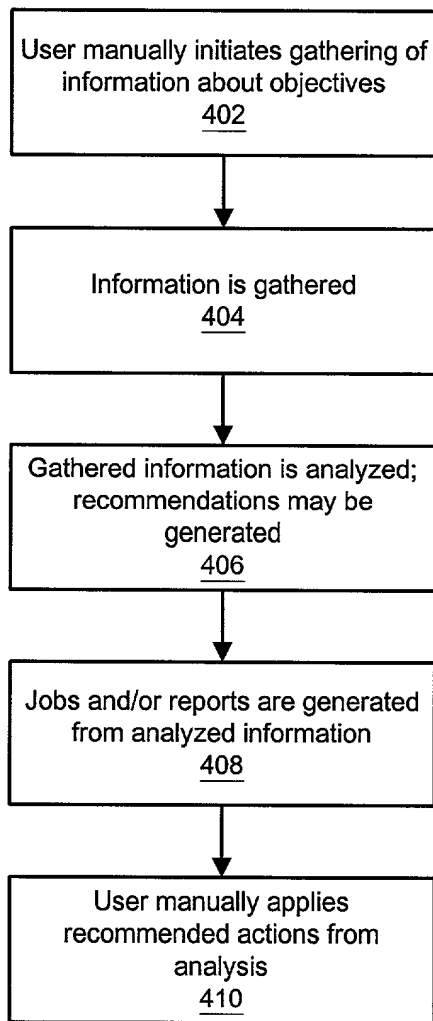 User manually initiates gathering of
information about objectives
402
Information is gathered
404
Gathered information is analyzed;
recommendations may be
generated
406
Jobs and/or reports are generated
from analyzed information
408
User manually applies
recommended actions from
analysis
410